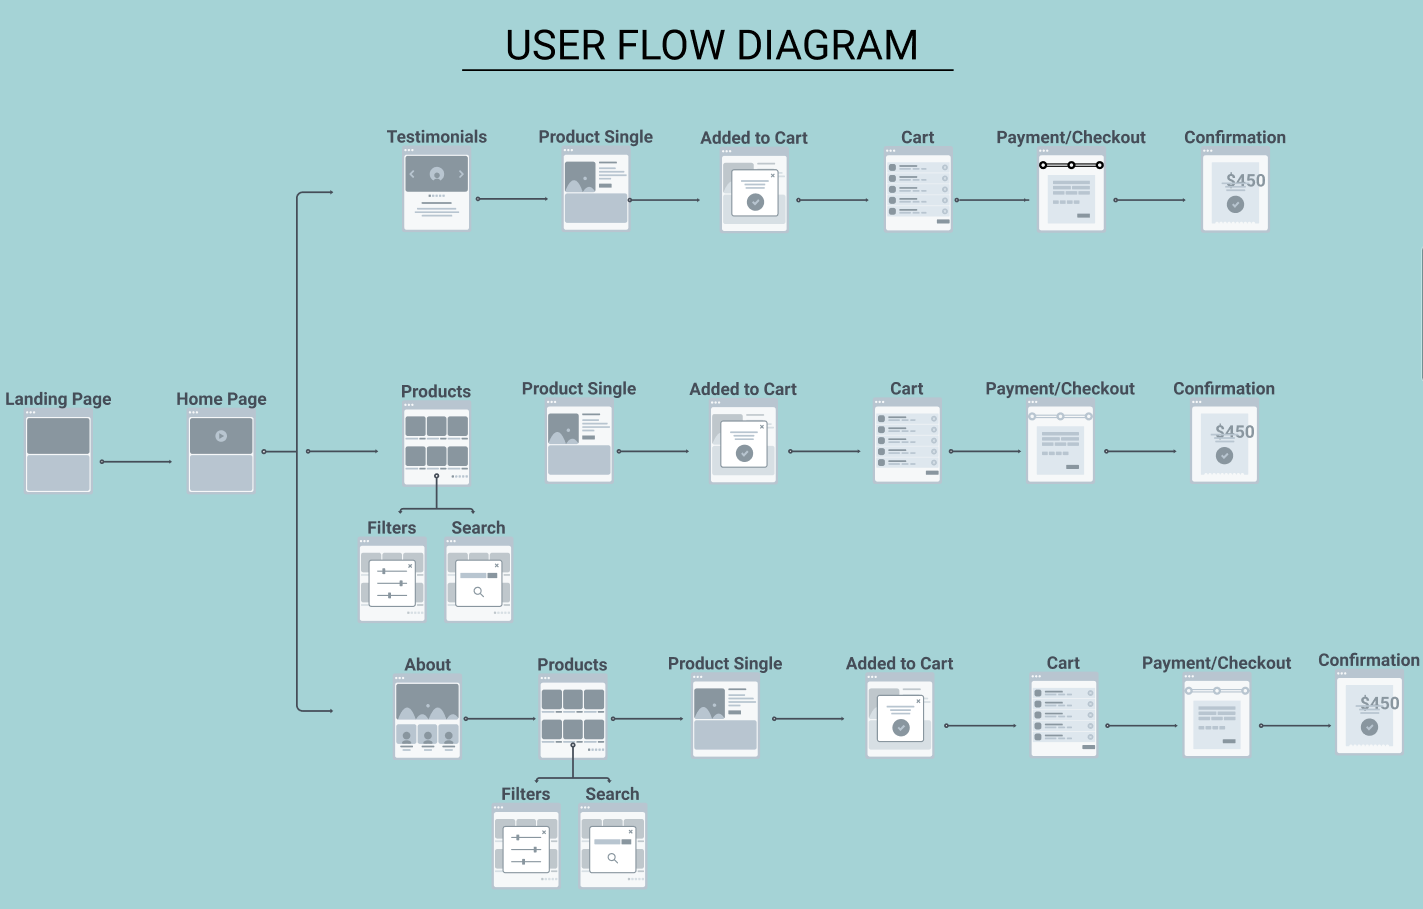 USER FLOW DIAGRAM
Testimonials
Product Single
Added to Cart
Cart
Payment/Checkout
Confirmation
$450
Landing Page
Home Page
Products
Product Single
Added to Cart
Cart
Payment/Checkout
Confirmation
$450
Filters
Search
About
Products
Product Single
Added to Cart
Cart
Payment/Checkout
Confirmation
$450
Filters
Search